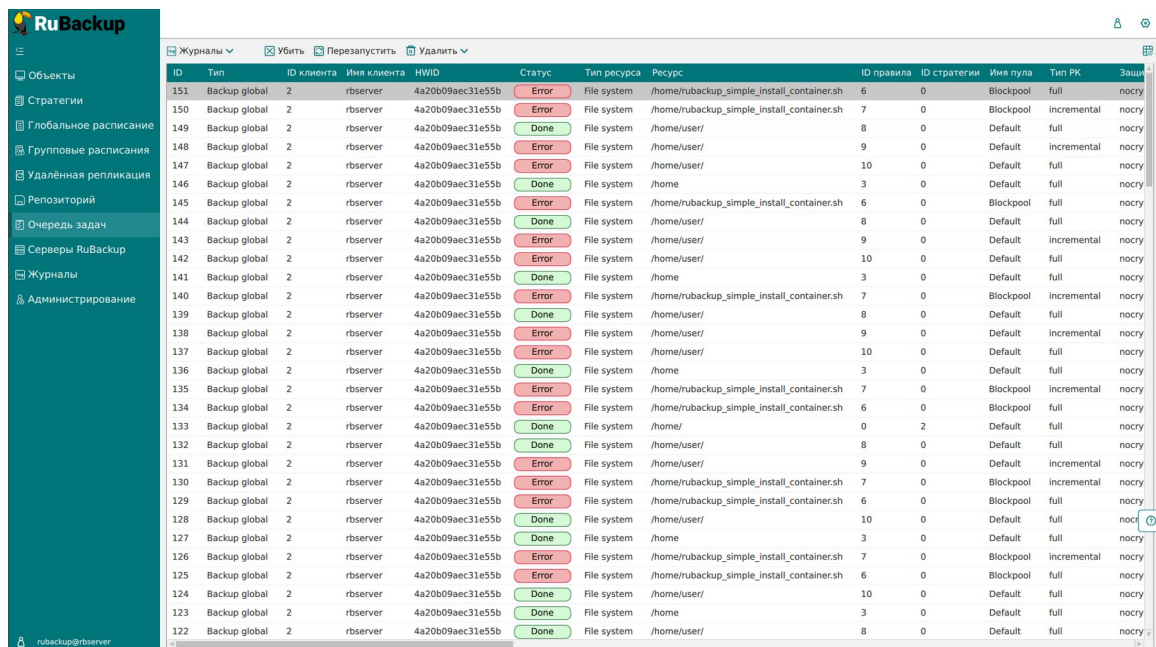 RuBackup
Объекты
Стратегии
Глобальное расписание
Групповые расписания
Удалённая репликация
Репозиторий
Очередь задач
Серверы RuBackup
Журналы
Администрирование
rubackup@rbserver
Журналы Убить Перезапустить Удалить
ID Тип ID клиента Имя клиента HWID Статус Тип ресурса Ресурс ID правила ID стратегии Имя пула Тип РК Защи
151 Backup global 2 rbserver 4a20b09aec31e55b Error File system /home/rubackup_simple_install_container.sh 6 0 Blockpool full nocry
150 Backup global 2 rbserver 4a20b09aec31e55b Error File system /home/rubackup_simple_install_container.sh 7 0 Blockpool incremental nocry
149 Backup global 2 rbserver 4a20b09aec31e55b Done File system /home/user/ 8 0 Default full nocry
148 Backup global 2 rbserver 4a20b09aec31e55b Error File system /home/user/ 9 0 Default incremental nocry
147 Backup global 2 rbserver 4a20b09aec31e55b Error File system /home/user/ 10 0 Default full nocry
146 Backup global 2 rbserver 4a20b09aec31e55b Done File system /home 3 0 Default full nocry
145 Backup global 2 rbserver 4a20b09aec31e55b Error File system /home/rubackup_simple_install_container.sh 6 0 Blockpool full nocry
144 Backup global 2 rbserver 4a20b09aec31e55b Done File system /home/user/ 8 0 Default full nocry
143 Backup global 2 rbserver 4a20b09aec31e55b Error File system /home/user/ 9 0 Default incremental nocry
142 Backup global 2 rbserver 4a20b09aec31e55b Error File system /home/user/ 10 0 Default full nocry
141 Backup global 2 rbserver 4a20b09aec31e55b Done File system /home 3 0 Default full nocry
140 Backup global 2 rbserver 4a20b09aec31e55b Error File system /home/rubackup_simple_install_container.sh 7 0 Blockpool incremental nocry
139 Backup global 2 rbserver 4a20b09aec31e55b Done File system /home/user/ 8 0 Default full nocry
138 Backup global 2 rbserver 4a20b09aec31e55b Error File system /home/user/ 9 0 Default incremental nocry
137 Backup global 2 rbserver 4a20b09aec31e55b Error File system /home/user/ 10 0 Default full nocry
136 Backup global 2 rbserver 4a20b09aec31e55b Done File system /home 3 0 Default full nocry
135 Backup global 2 rbserver 4a20b09aec31e55b Error File system /home/rubackup_simple_install_container.sh 7 0 Blockpool incremental nocry
134 Backup global 2 rbserver 4a20b09aec31e55b Error File system /home/rubackup_simple_install_container.sh 6 0 Blockpool full nocry
133 Backup global 2 rbserver 4a20b09aec31e55b Done File system /home/ 0 2 Default full nocry
132 Backup global 2 rbserver 4a20b09aec31e55b Done File system /home/user/ 8 0 Default full nocry
131 Backup global 2 rbserver 4a20b09aec31e55b Error File system /home/user/ 9 0 Default incremental nocry
130 Backup global 2 rbserver 4a20b09aec31e55b Error File system /home/rubackup_simple_install_container.sh 7 0 Blockpool incremental nocry
129 Backup global 2 rbserver 4a20b09aec31e55b Error File system /home/rubackup_simple_install_container.sh 6 0 Blockpool full nocry
128 Backup global 2 rbserver 4a20b09aec31e55b Done File system /home/user/ 10 0 Default full nocr
127 Backup global 2 rbserver 4a20b09aec31e55b Done File system /home 3 0 Default full nocry
126 Backup global 2 rbserver 4a20b09aec31e55b Error File system /home/rubackup_simple_install_container.sh 7 0 Blockpool incremental nocry
125 Backup global 2 rbserver 4a20b09aec31e55b Error File system /home/rubackup_simple_install_container.sh 6 0 Blockpool full nocry
124 Backup global 2 rbserver 4a20b09aec31e55b Done File system /home/user/ 10 0 Default full nocry
123 Backup global 2 rbserver 4a20b09aec31e55b Done File system /home 3 0 Default full nocry
122 Backup global 2 rbserver 4a20b09aec31e55b Done File system /home/user/ 8 0 Default full nocry